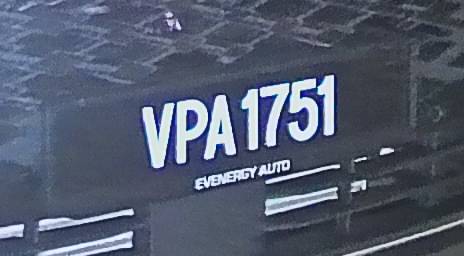 VPA 1751
EVENERGY AUTO